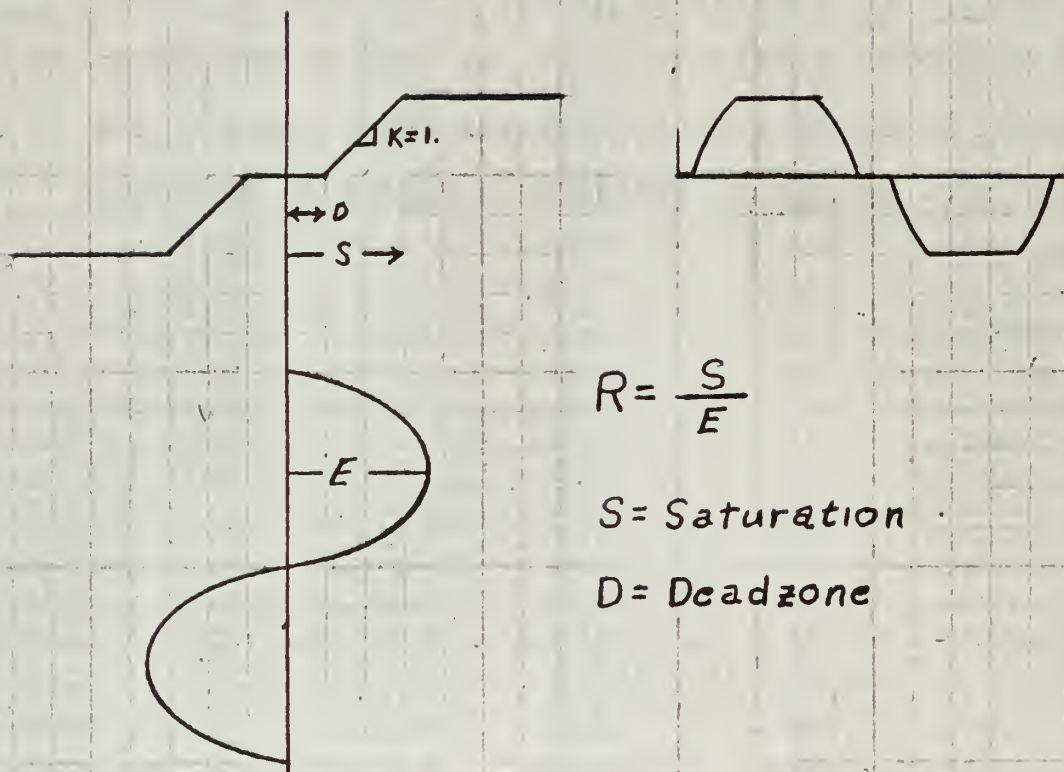 K=1.
D
S
E
R = S/E
S = Saturation
D = Deadzone